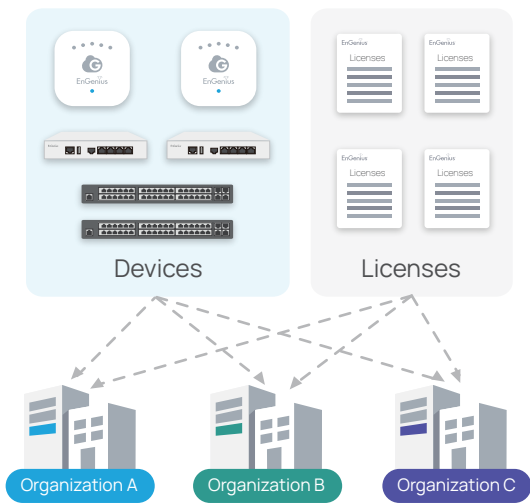 EnGenius
EnGenius
EnGenius
Licenses
EnGenius
Licenses
EnGenius
Licenses
EnGenius
Licenses
Devices
Licenses
Organization A
Organization B
Organization C